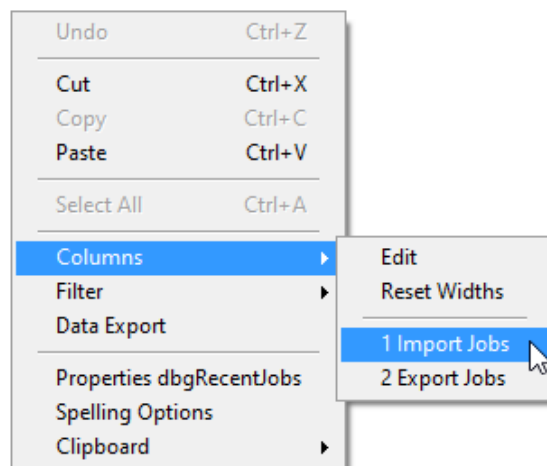 Undo Ctrl+Z
Cut Ctrl+X
Copy Ctrl+C
Paste Ctrl+V
Select All Ctrl+A
Columns
Filter
Data Export
Properties dbgRecentJobs
Spelling Options
Clipboard
Edit
Reset Widths
1 Import Jobs
2 Export Jobs